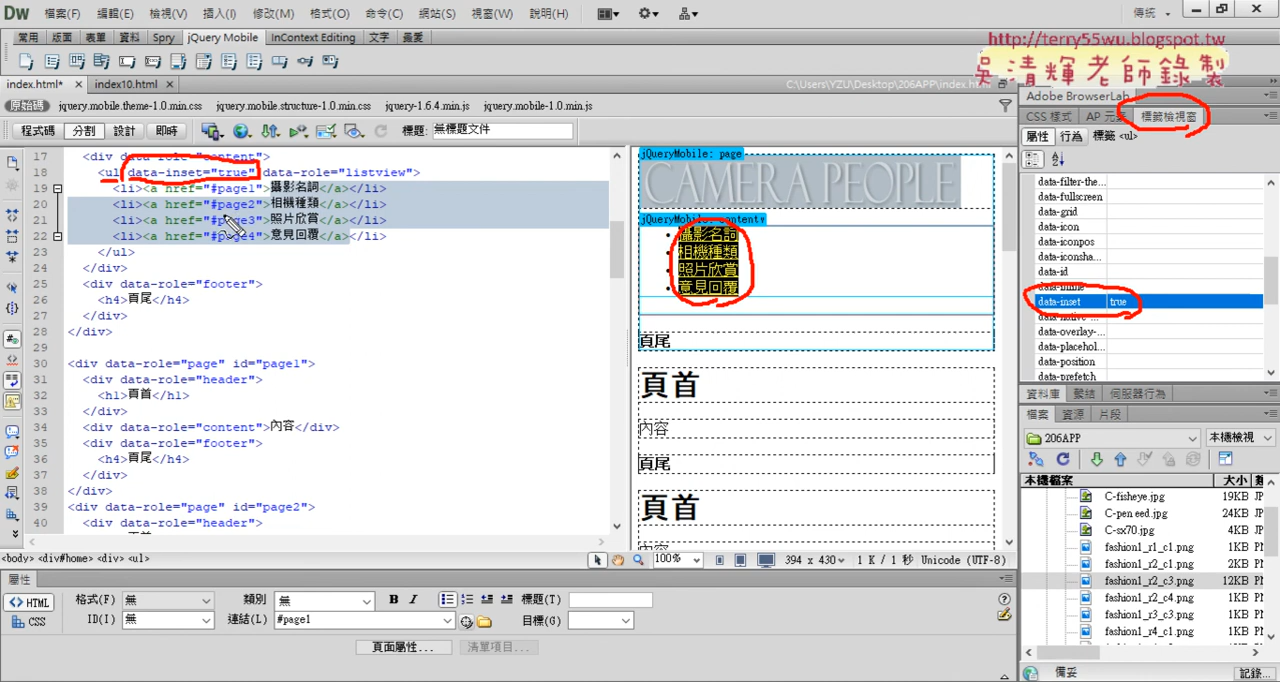 Dw 檔案(F) 編輯(E) 檢視(V) 插入(I) 修改(M) 格式(O) 命令(C) 網站(S) 視窗(W) 說明(H) 傳統
http://terry55wu.blogspot.tw
吳清輝老師錄製
常用 版面 表單 資料 Spry jQuery Mobile InContext Editing 文字 最愛
index.html* index10.html C:\Users\YZU\Desktop\206APP\index.html
原始碼 jquery.mobile.theme-1.0.min.css jquery.mobile.structure-1.0.min.css jquery-1.6.4.min.js jquery.mobile-1.0.min.js
程式碼 分割 設計 即時 標題: 無標題文件
17 <div data-role="content">
18 <ul data-inset="true" data-role="listview">
19 <li><a href="#page1">攝影名詞</a></li>
20 <li><a href="#page2">相機種類</a></li>
21 <li><a href="#page3">照片欣賞</a></li>
22 <li><a href="#page4">意見回覆</a></li>
23 </ul>
24 </div>
25 <div data-role="footer">
26 <h4>頁尾</h4>
27 </div>
28 </div>
29
30 <div data-role="page" id="page1">
31 <div data-role="header">
32 <h1>頁首</h1>
33 </div>
34 <div data-role="content">內容</div>
35 <div data-role="footer">
36 <h4>頁尾</h4>
37 </div>
38 </div>
39 <div data-role="page" id="page2">
40 <div data-role="header">
<body> <div#home> <div> <ul>
jQueryMobile: page
CAMERA PEOPLE
jQueryMobile: content
攝影名詞
相機種類
照片欣賞
意見回覆
頁尾
頁首
內容
頁尾
頁首
100% 394 x 430 1 K / 1 秒 Unicode (UTF-8)
Adobe BrowserLab
CSS 樣式 AP 元素 標籤檢視窗
屬性 行為 標籤 <ul>
data-filter-the...
data-fullscreen
data-grid
data-icon
data-iconpos
data-iconsha...
data-id
data-inset true
data-overlay-...
data-placehol...
data-position
data-prefetch
資料庫 繫結 伺服器行為
檔案 資源 片段
206APP 本機檢視
本機檔案 大小
C-fisheye.jpg 19KB
C-pen eed.jpg 24KB
C-sx70.jpg 4KB
fashion1_r1_c1.png 1KB
fashion1_r2_c1.png 2KB
fashion1_r2_c3.png 12KB
fashion1_r2_c4.png 1KB
fashion1_r3_c3.png 1KB
fashion1_r4_c1.png 1KB
備妥 記錄...
屬性
<> HTML 格式(F) 無 類別 無 B I 標題(T)
CSS ID(I) 無 連結(L) #page1 目標(G)
頁面屬性... 清單項目...